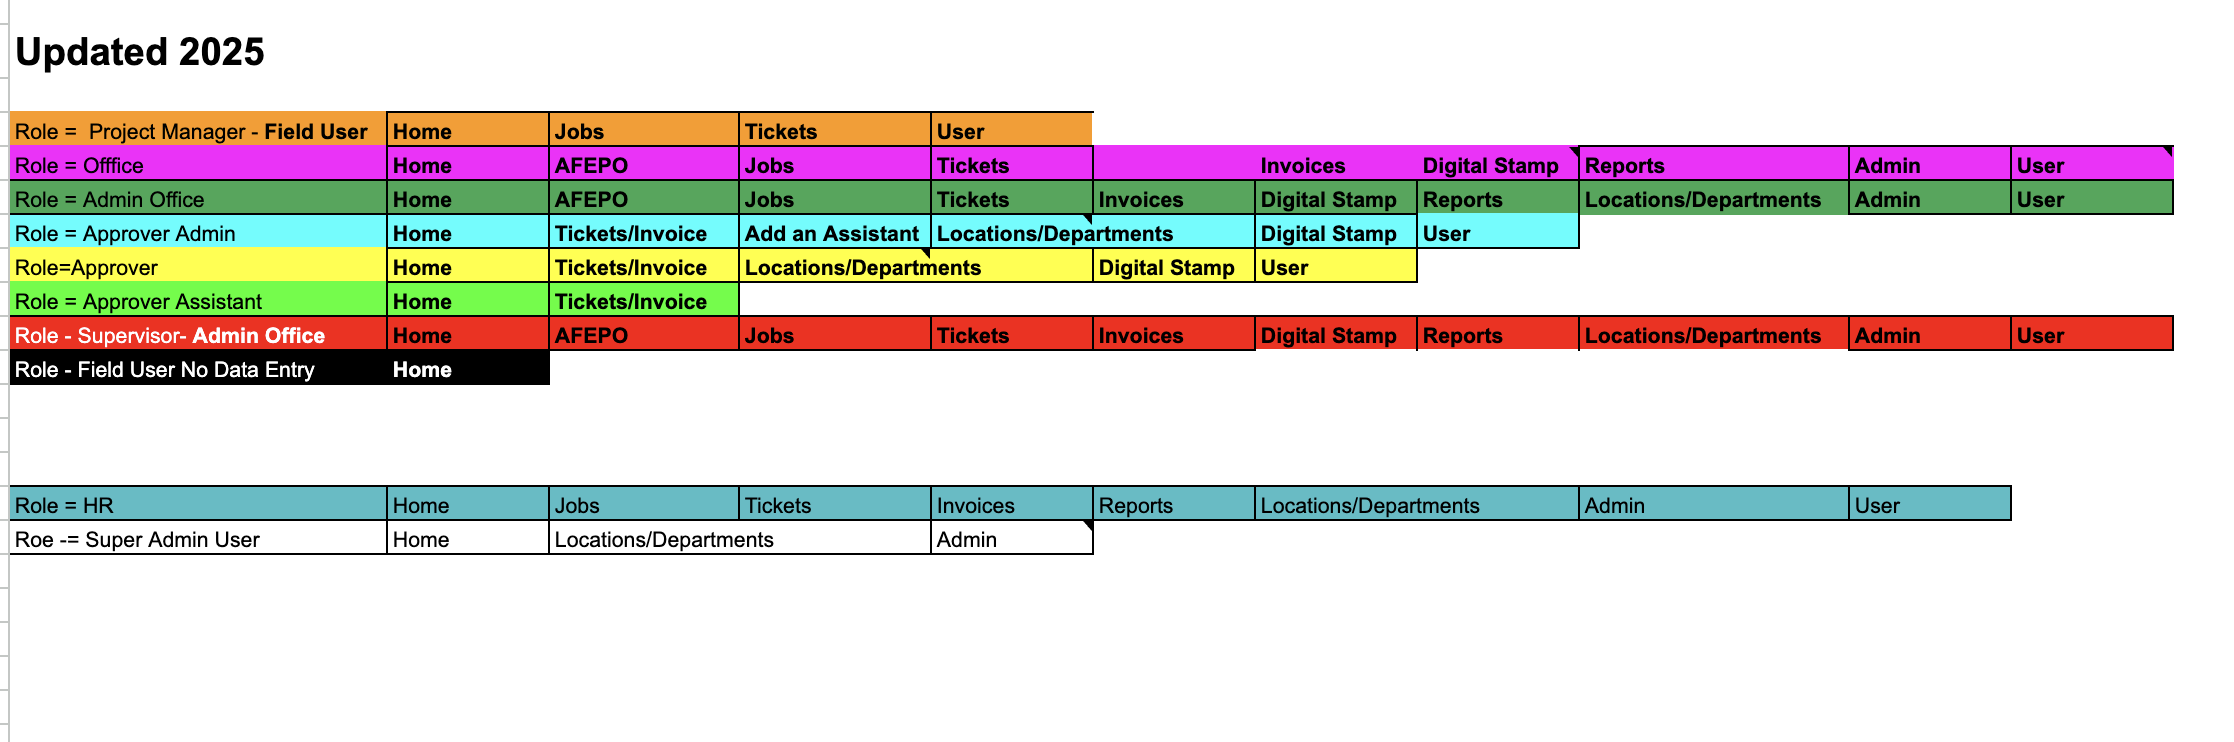 Updated 2025
Role =  Project Manager - Field User Home Jobs Tickets User
Role = Offfice Home AFEPO Jobs Tickets Invoices Digital Stamp Reports Admin User
Role = Admin Office Home AFEPO Jobs Tickets Invoices Digital Stamp Reports Locations/Departments Admin User
Role = Approver Admin Home Tickets/Invoice Add an Assistant Locations/Departments Digital Stamp User
Role=Approver Home Tickets/Invoice Locations/Departments Digital Stamp User
Role = Approver Assistant Home Tickets/Invoice
Role - Supervisor- Admin Office Home AFEPO Jobs Tickets Invoices Digital Stamp Reports Locations/Departments Admin User
Role - Field User No Data Entry Home
Role = HR Home Jobs Tickets Invoices Reports Locations/Departments Admin User
Roe -= Super Admin User Home Locations/Departments Admin